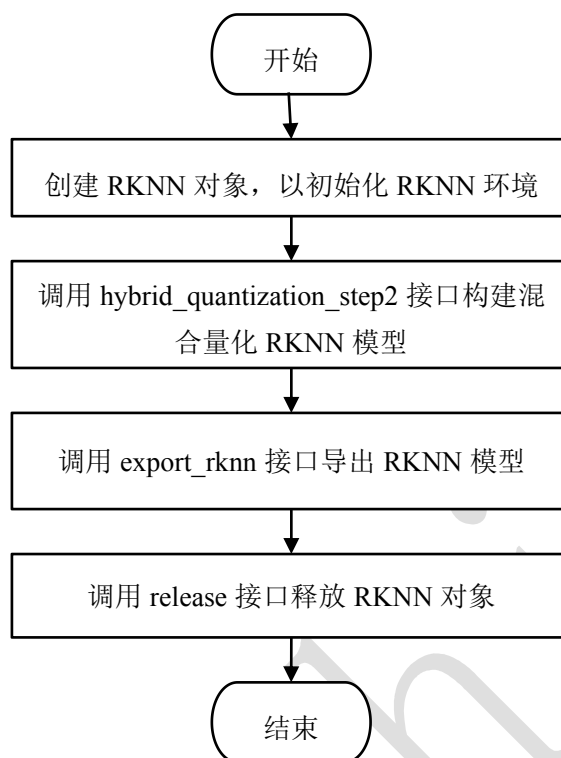 开始
创建 RKNN 对象，以初始化 RKNN 环境
调用 hybrid_quantization_step2 接口构建混
合量化 RKNN 模型
调用 export_rknn 接口导出 RKNN 模型
调用 release 接口释放 RKNN 对象
结束